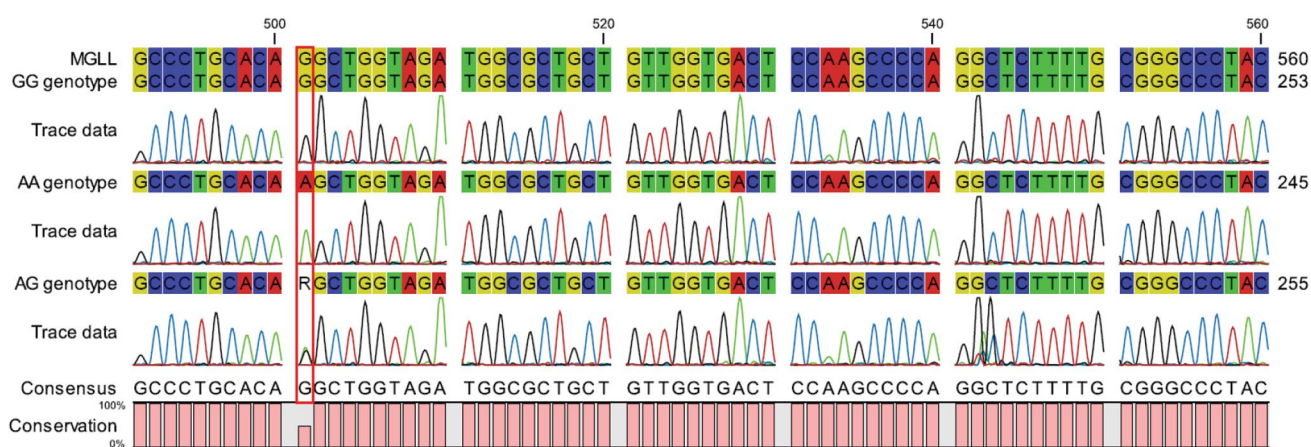 500 520 540 560
MGLL GCCCTGCACA GGCTGGTAGA TGGCGCTGCT GTTGGTGACT CCAAGCCCCA GGCTCTTTTG CGGGCCCTAC 560
GG genotype GCCCTGCACA GGCTGGTAGA TGGCGCTGCT GTTGGTGACT CCAAGCCCCA GGCTCTTTTG CGGGCCCTAC 253
Trace data
AA genotype GCCCTGCACA AGCTGGTAGA TGGCGCTGCT GTTGGTGACT CCAAGCCCCA GGCTCTTTTG CGGGCCCTAC 245
Trace data
AG genotype GCCCTGCACA RGCTGGTAGA TGGCGCTGCT GTTGGTGACT CCAAGCCCCA GGCTCTTTTG CGGGCCCTAC 255
Trace data
Consensus GCCCTGCACA GGCTGGTAGA TGGCGCTGCT GTTGGTGACT CCAAGCCCCA GGCTCTTTTG CGGGCCCTAC
100%
Conservation
0%